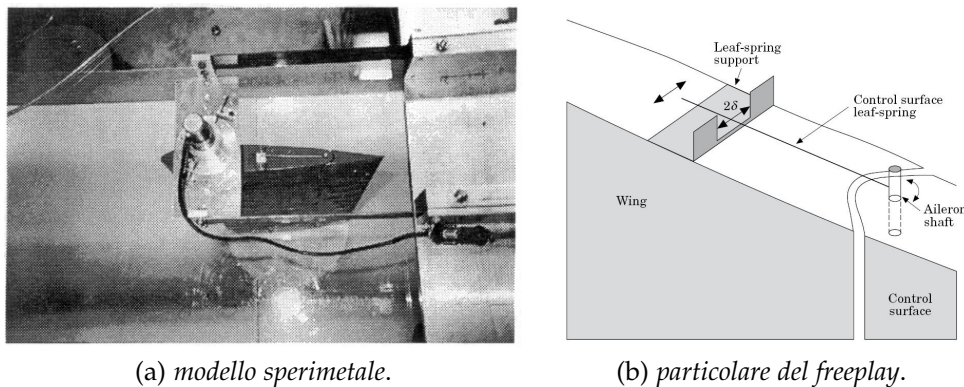 Leaf-spring
support
2δ
Control surface
leaf-spring
Wing
Aileron
shaft
Control
surface
(a) modello sperimetale.
(b) particolare del freeplay.